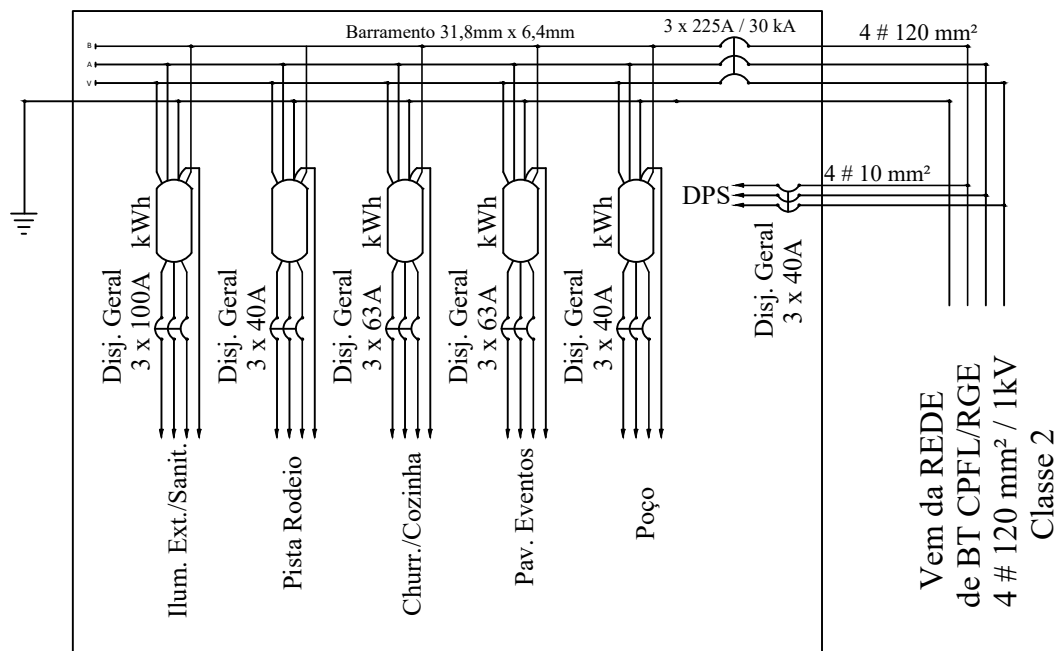 Barramento 31,8mm x 6,4mm
3 x 225A / 30 kA
4 # 120 mm²
B
A
V
4 # 10 mm²
DPS
Disj. Geral
3 x 40A
kWh
Disj. Geral
3 x 100A
Ilum. Ext./Sanit.
kWh
Disj. Geral
3 x 40A
Pista Rodeio
kWh
Disj. Geral
3 x 63A
Churr./Cozinha
kWh
Disj. Geral
3 x 63A
Pav. Eventos
kWh
Disj. Geral
3 x 40A
Poço
Vem da REDE
de BT CPFL/RGE
4 # 120 mm² / 1kV
Classe 2